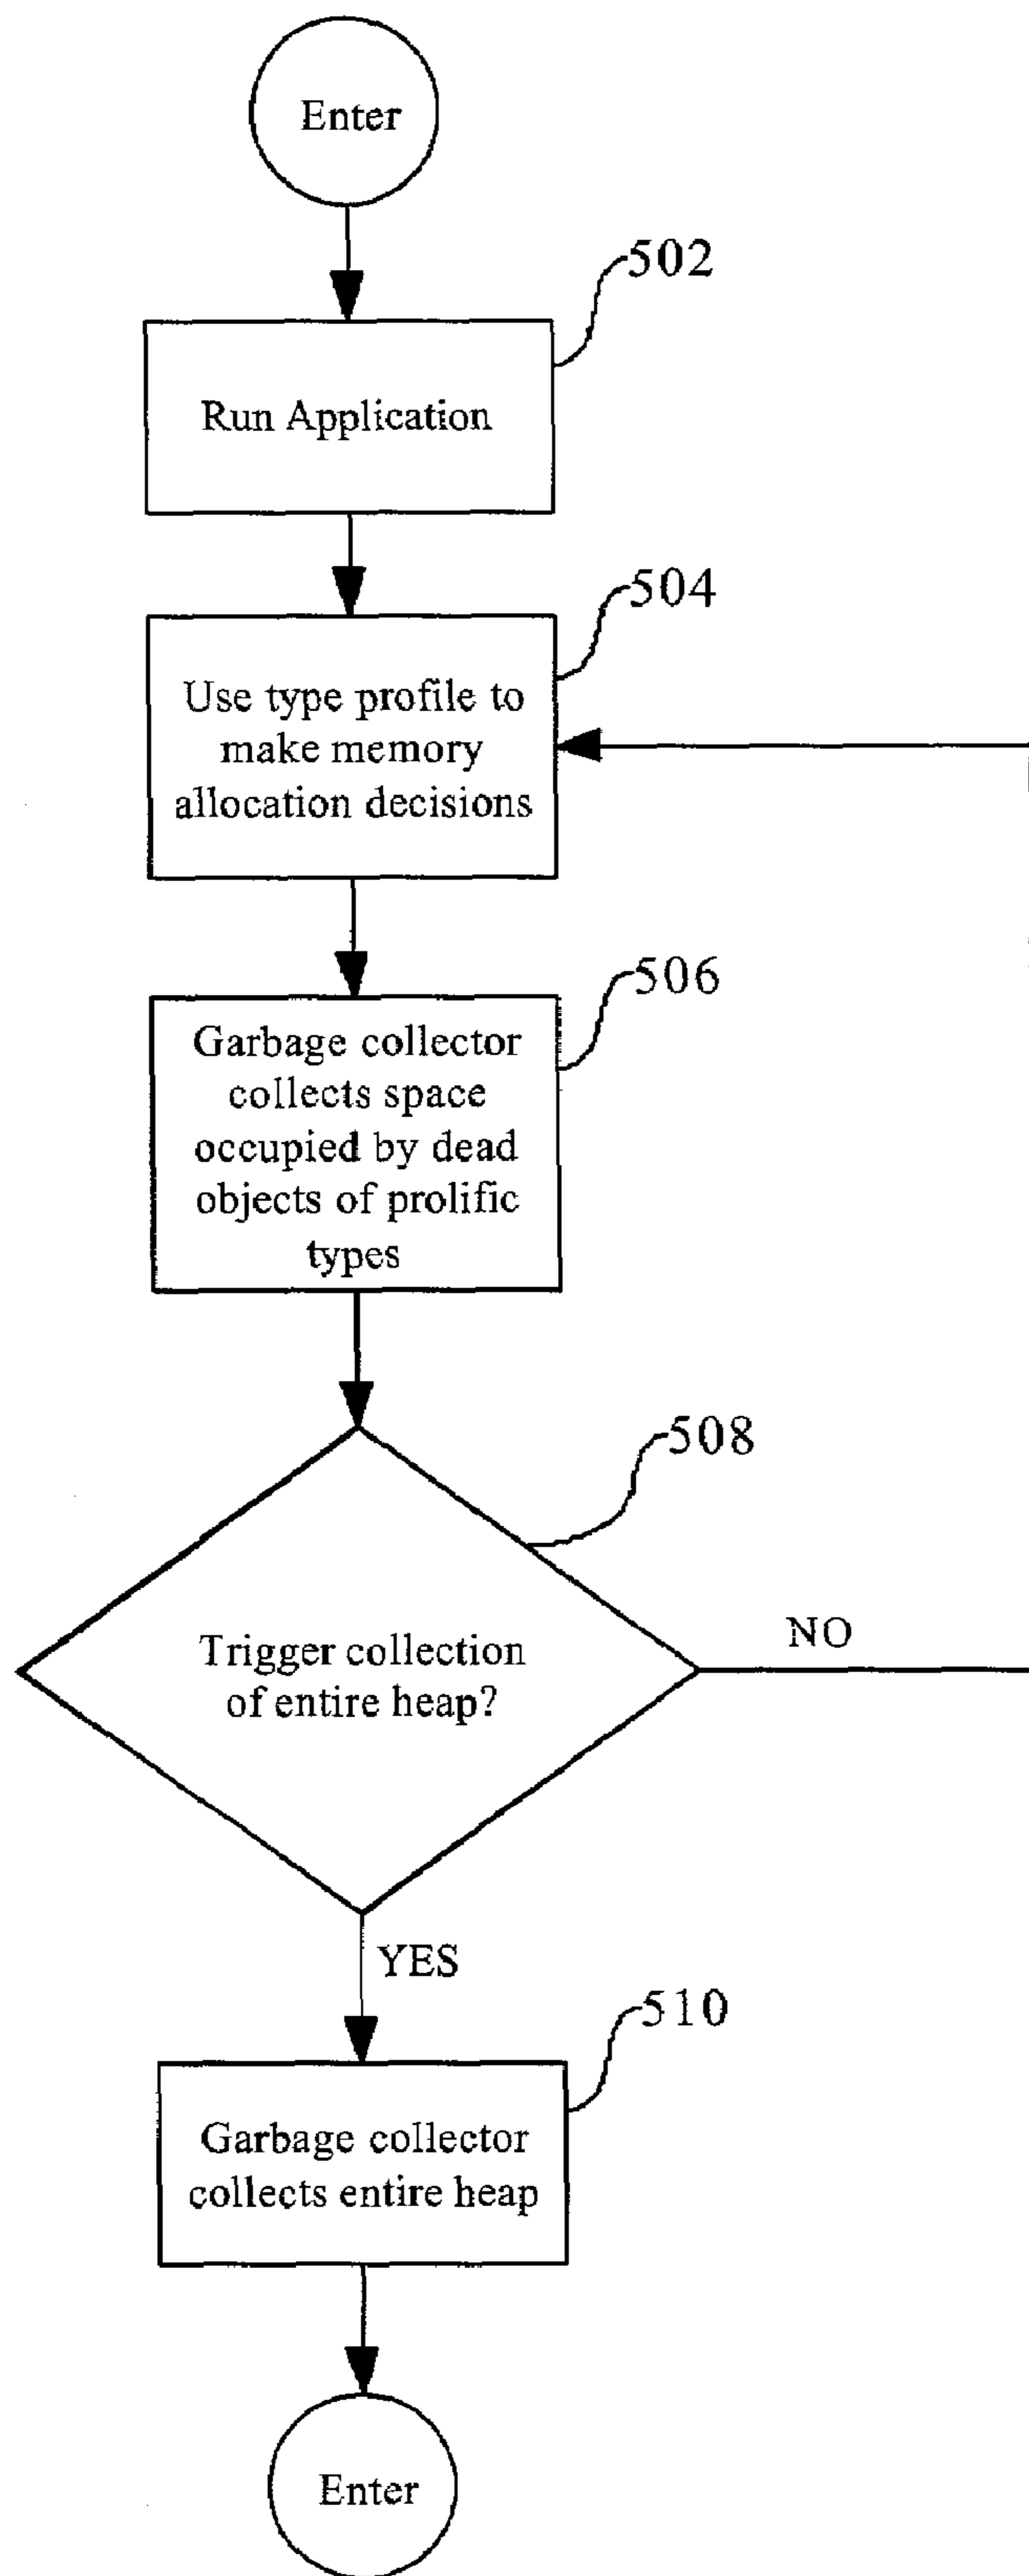 Enter
502
Run Application
504
Use type profile to
make memory
allocation decisions
506
Garbage collector
collects space
occupied by dead
objects of prolific
types
508
Trigger collection
of entire heap?
NO
YES
510
Garbage collector
collects entire heap
Enter